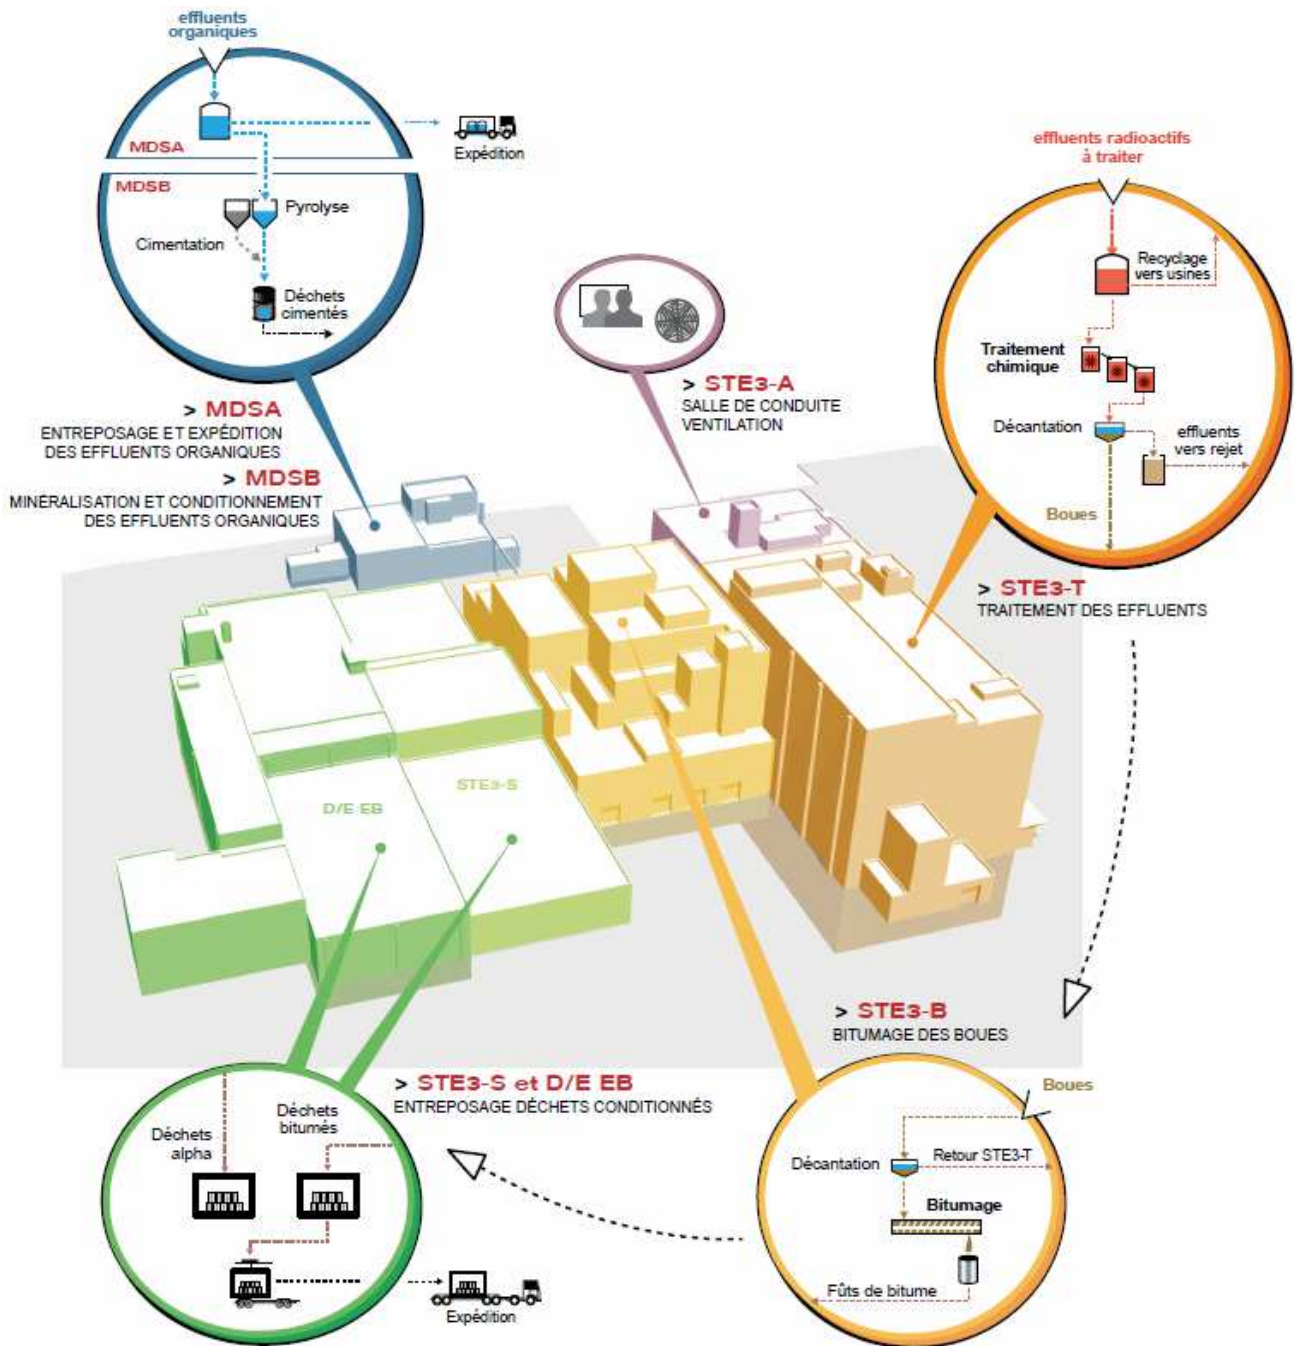 effluents
organiques
MDSA
Expédition
MDSB
Pyrolyse
Cimentation
Déchets
cimentés
> MDSA
ENTREPOSAGE ET EXPÉDITION
DES EFFLUENTS ORGANIQUES
> MDSB
MINÉRALISATION ET CONDITIONNEMENT
DES EFFLUENTS ORGANIQUES
> STE3-A
SALLE DE CONDUITE
VENTILATION
effluents radioactifs
à traiter
Recyclage
vers usines
Traitement
chimique
Décantation
effluents
vers rejet
Boues
> STE3-T
TRAITEMENT DES EFFLUENTS
STE3-S
D/E EB
> STE3-B
BITUMAGE DES BOUES
Boues
Décantation
Retour STE3-T
Bitumage
Fûts de bitume
> STE3-S et D/E EB
ENTREPOSAGE DÉCHETS CONDITIONNÉS
Déchets
alpha
Déchets
bitumés
Expédition